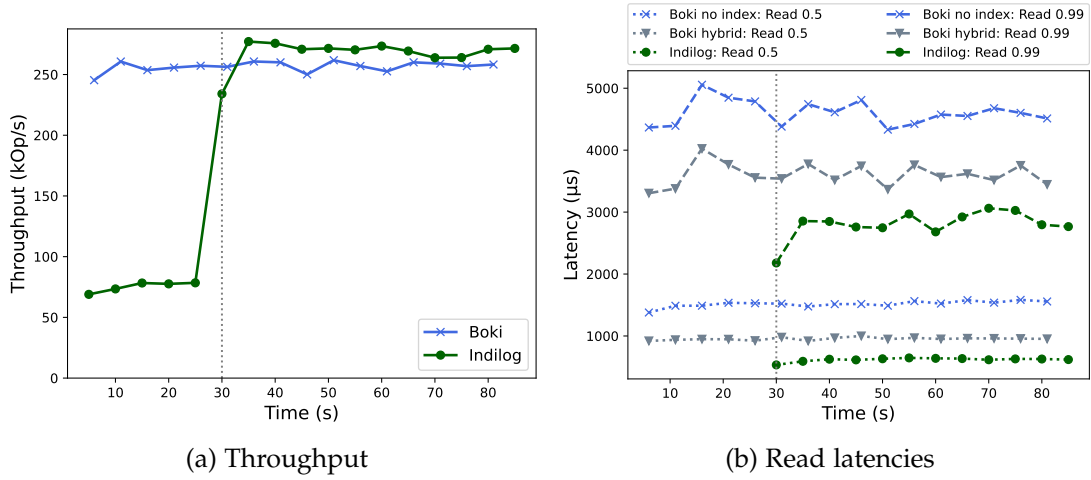 Throughput (kOp/s)
250
200
150
100
50
0
10 20 30 40 50 60 70 80
Time (s)
Boki
Indilog
(a) Throughput
Boki no index: Read 0.5
Boki hybrid: Read 0.5
Indilog: Read 0.5
Boki no index: Read 0.99
Boki hybrid: Read 0.99
Indilog: Read 0.99
Latency (μs)
5000
4000
3000
2000
1000
10 20 30 40 50 60 70 80
Time (s)
(b) Read latencies